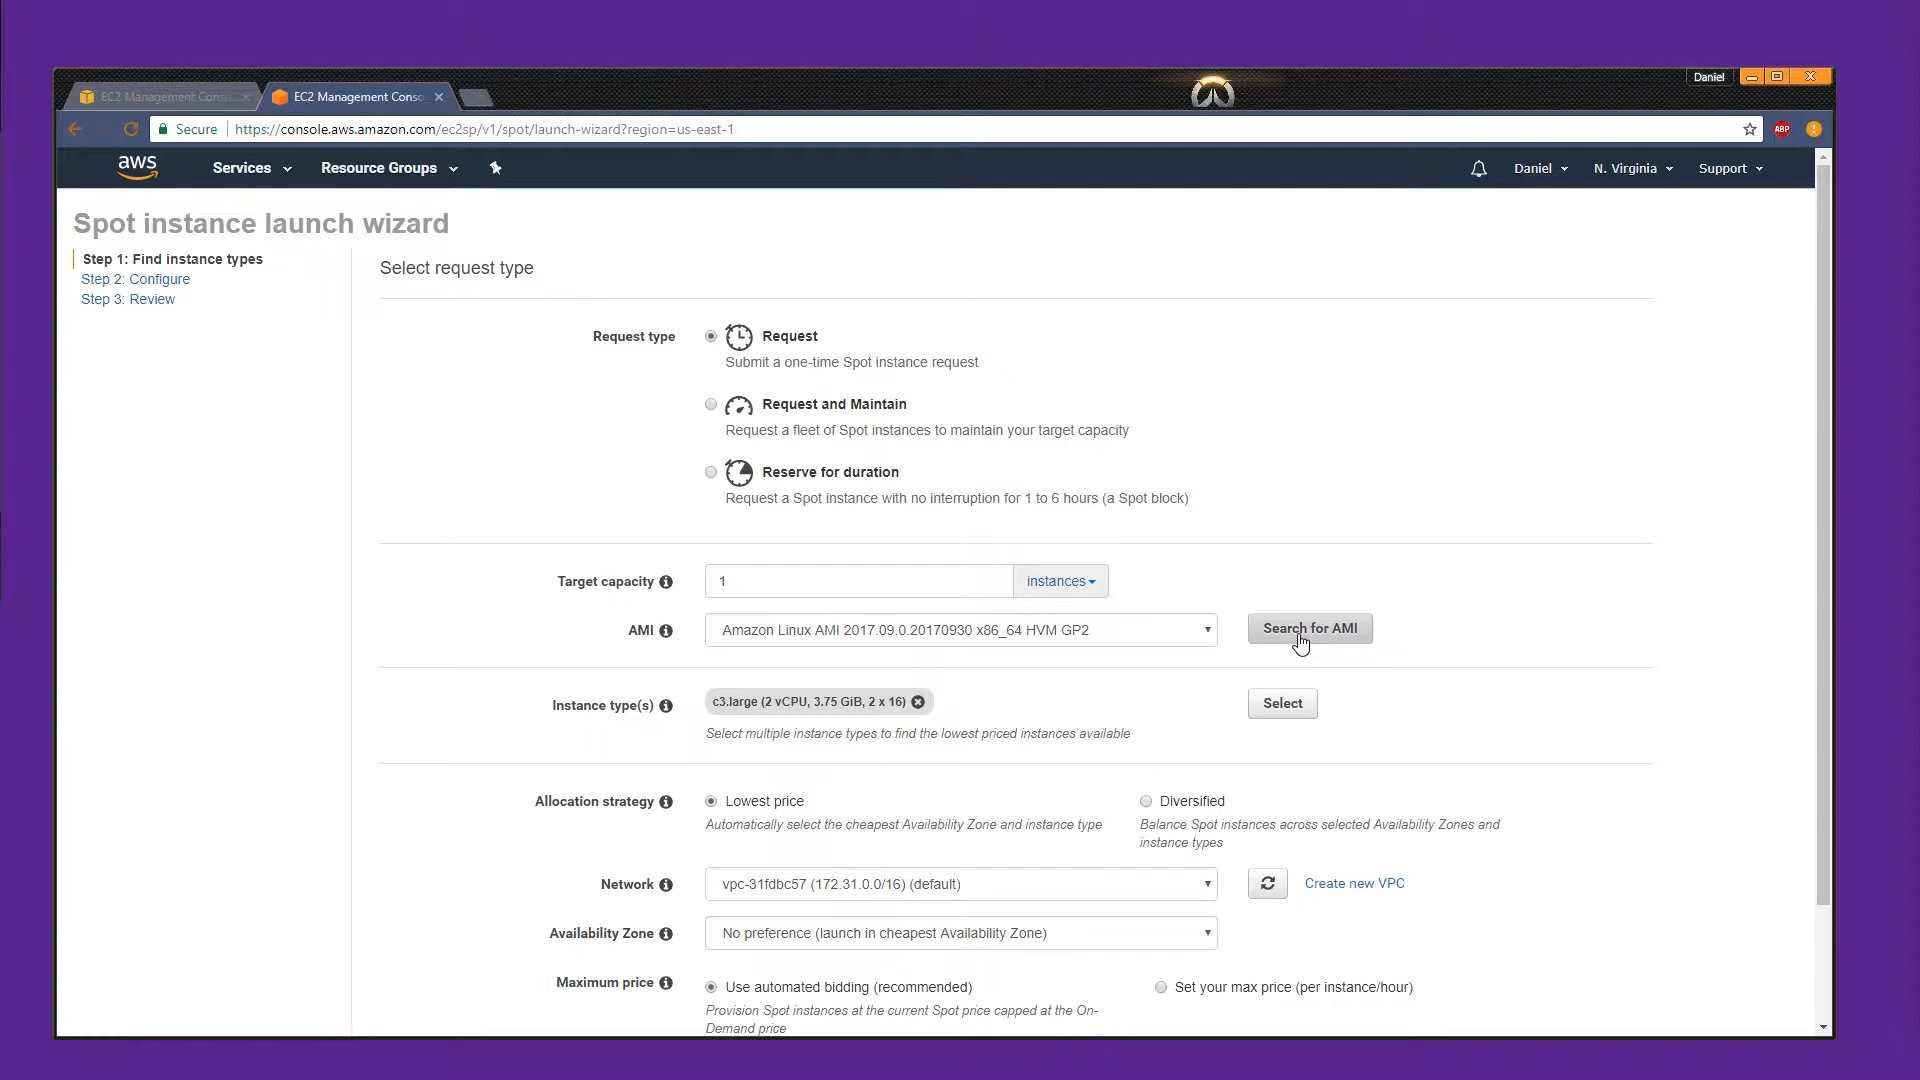 Daniel
EC2 Management Cons
EC2 Management Conso
Secure
https://console.aws.amazon.com/ec2sp/v1/spot/launch-wizard?region=us-east-1
ABP
aws
Services
Resource Groups
Daniel
N. Virginia
Support
Spot instance launch wizard
Step 1: Find instance types
Step 2: Configure
Step 3: Review
Select request type
Request type
Request
Submit a one-time Spot instance request
Request and Maintain
Request a fleet of Spot instances to maintain your target capacity
Reserve for duration
Request a Spot instance with no interruption for 1 to 6 hours (a Spot block)
Target capacity
1
instances
AMI
Amazon Linux AMI 2017.09.0.20170930 x86_64 HVM GP2
Search for AMI
Instance type(s)
c3.large (2 vCPU, 3.75 GiB, 2 x 16)
Select
Select multiple instance types to find the lowest priced instances available
Allocation strategy
Lowest price
Automatically select the cheapest Availability Zone and instance type
Diversified
Balance Spot instances across selected Availability Zones and
instance types
Network
vpc-31fdbc57 (172.31.0.0/16) (default)
Create new VPC
Availability Zone
No preference (launch in cheapest Availability Zone)
Maximum price
Use automated bidding (recommended)
Provision Spot instances at the current Spot price capped at the On-
Demand price
Set your max price (per instance/hour)